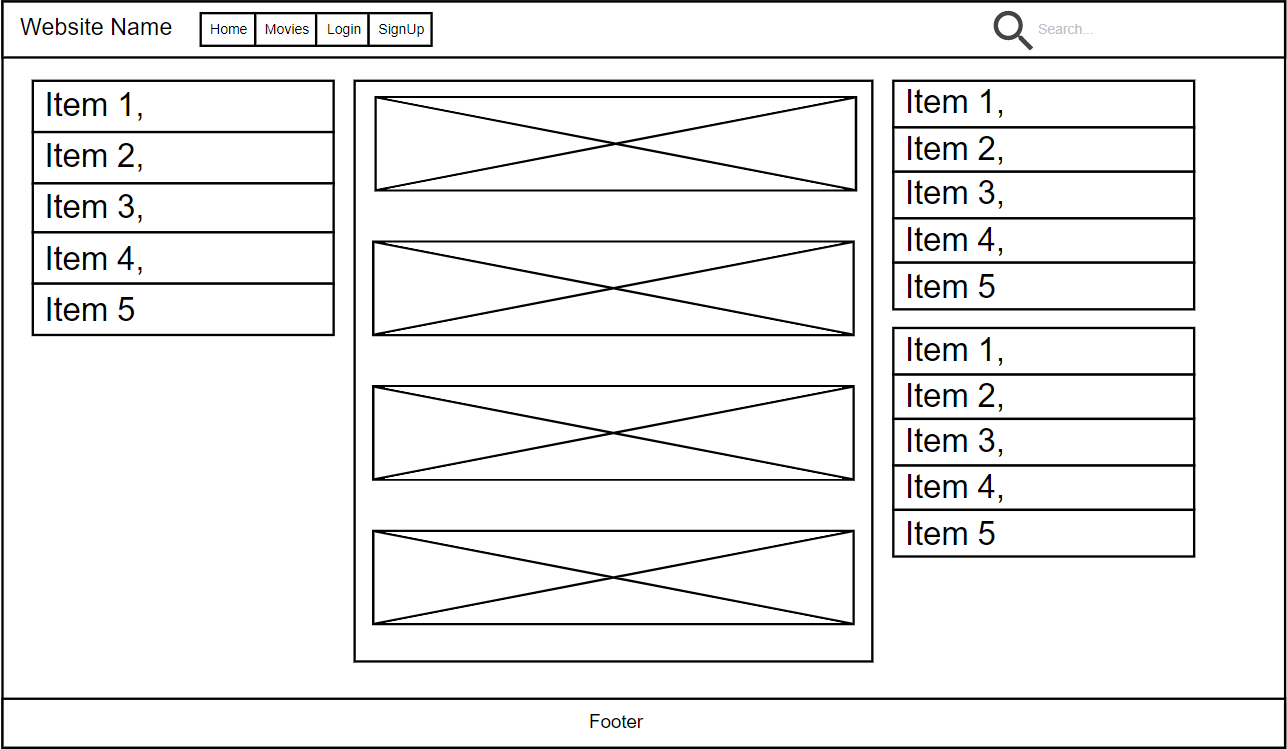 Website Name
Home Movies Login SignUp
Search...
Item 1,
Item 2,
Item 3,
Item 4,
Item 5
Item 1,
Item 2,
Item 3,
Item 4,
Item 5
Item 1,
Item 2,
Item 3,
Item 4,
Item 5
Footer